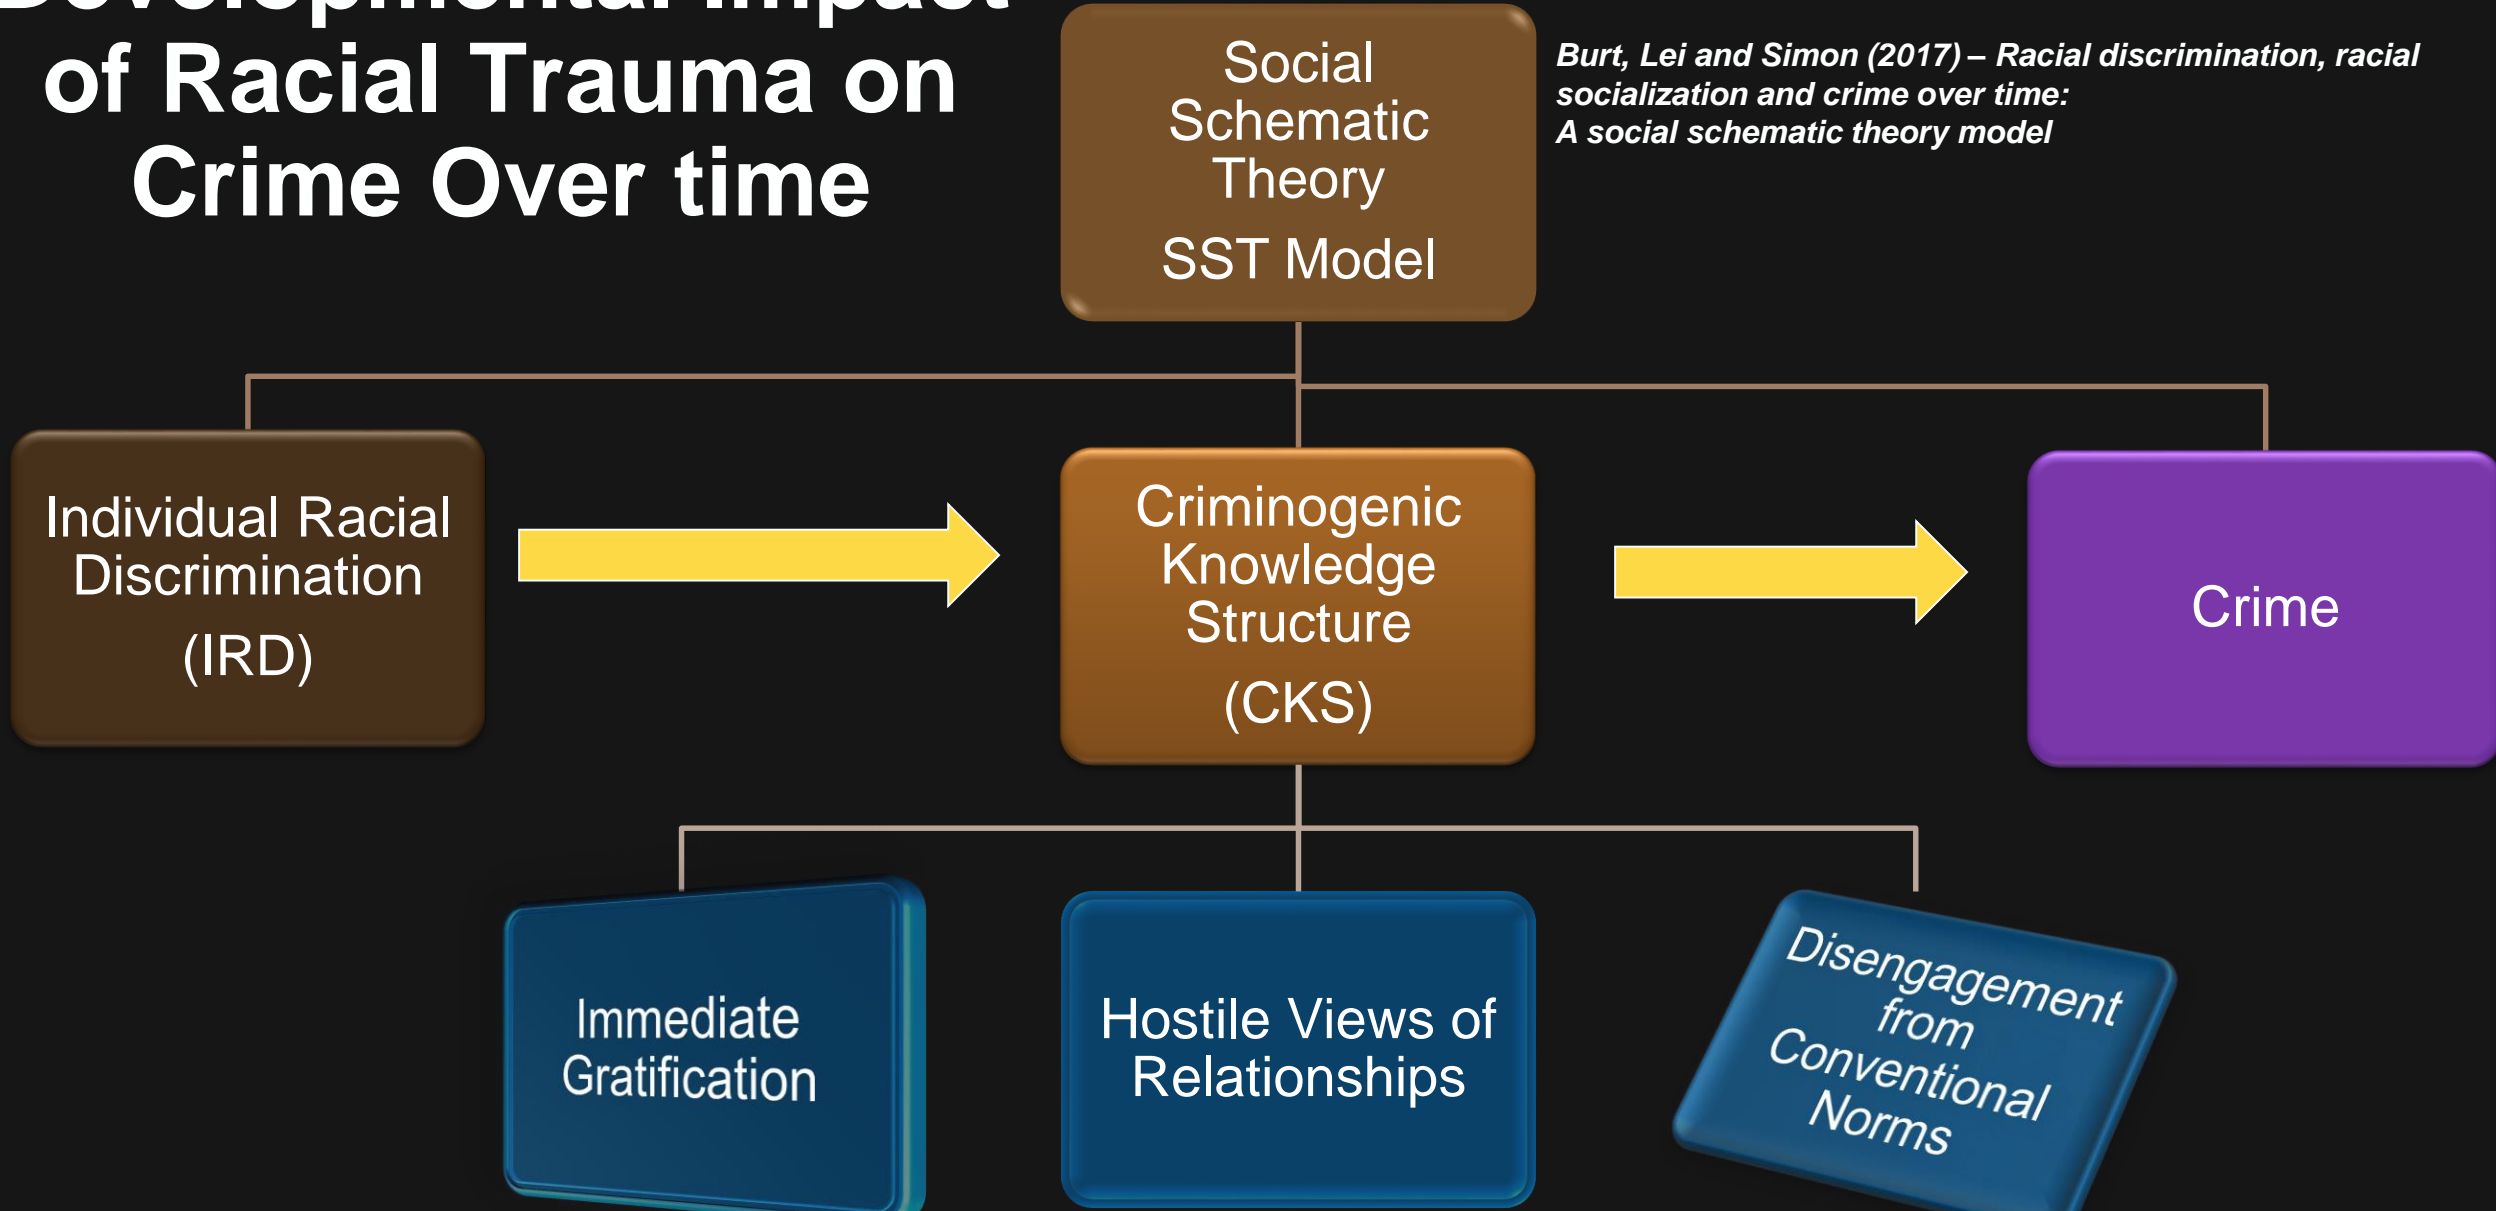 Developmental Impact
of Racial Trauma on
Crime Over time
Social
Schematic
Theory
SST Model
Burt, Lei and Simon (2017) – Racial discrimination, racial
socialization and crime over time:
A social schematic theory model
Individual Racial
Discrimination
(IRD)
Criminogenic
Knowledge
Structure
(CKS)
Crime
Immediate
Gratification
Hostile Views of
Relationships
Disengagement
from
Conventional
Norms